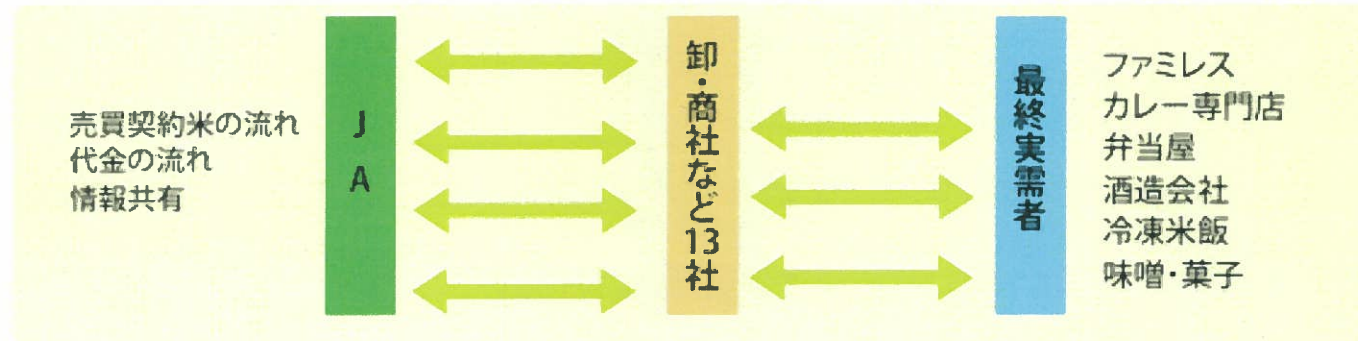 売買契約米の流れ
代金の流れ
情報共有
JA
卸・商社など13社
最終実需者
ファミレス
カレー専門店
弁当屋
酒造会社
冷凍米飯
味噌・菓子